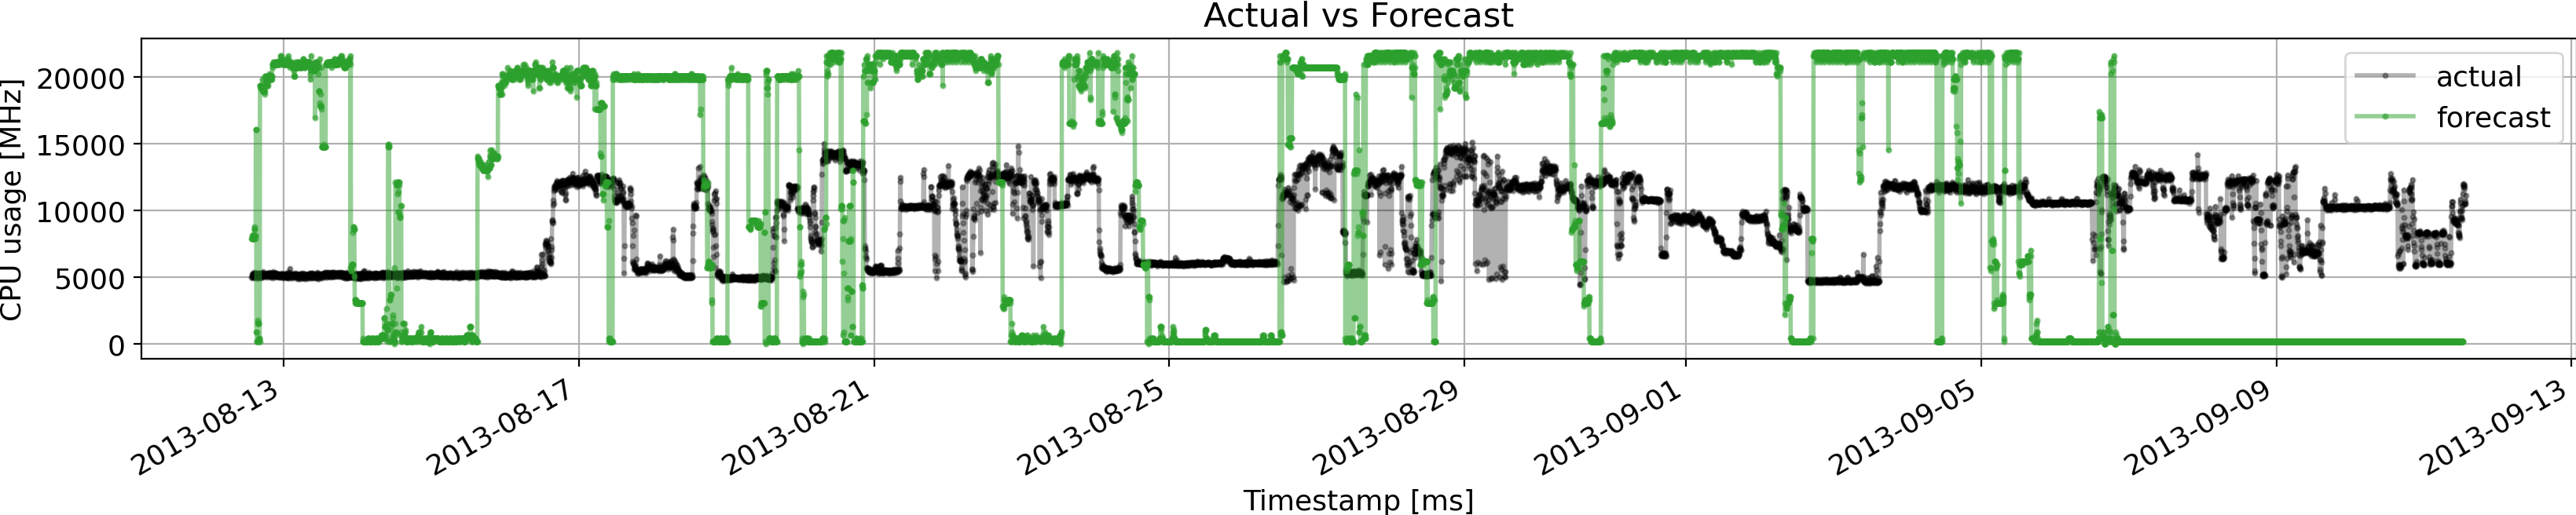 Actual vs Forecast
CPU usage [MHz]
20000
15000
10000
5000
0
actual
forecast
2013-08-13
2013-08-17
2013-08-21
2013-08-25
2013-08-29
2013-09-01
2013-09-05
2013-09-09
2013-09-13
Timestamp [ms]